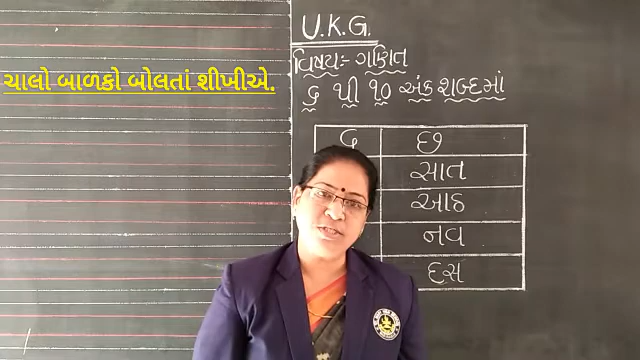 U.K.G.
વિષય:- ગણિત
૬ થી ૧૦ અંક શબ્દમાં
ચાલો બાળકો બોલતાં શીખીએ.
૬ છ
સાત
આઠ
નવ
દસ